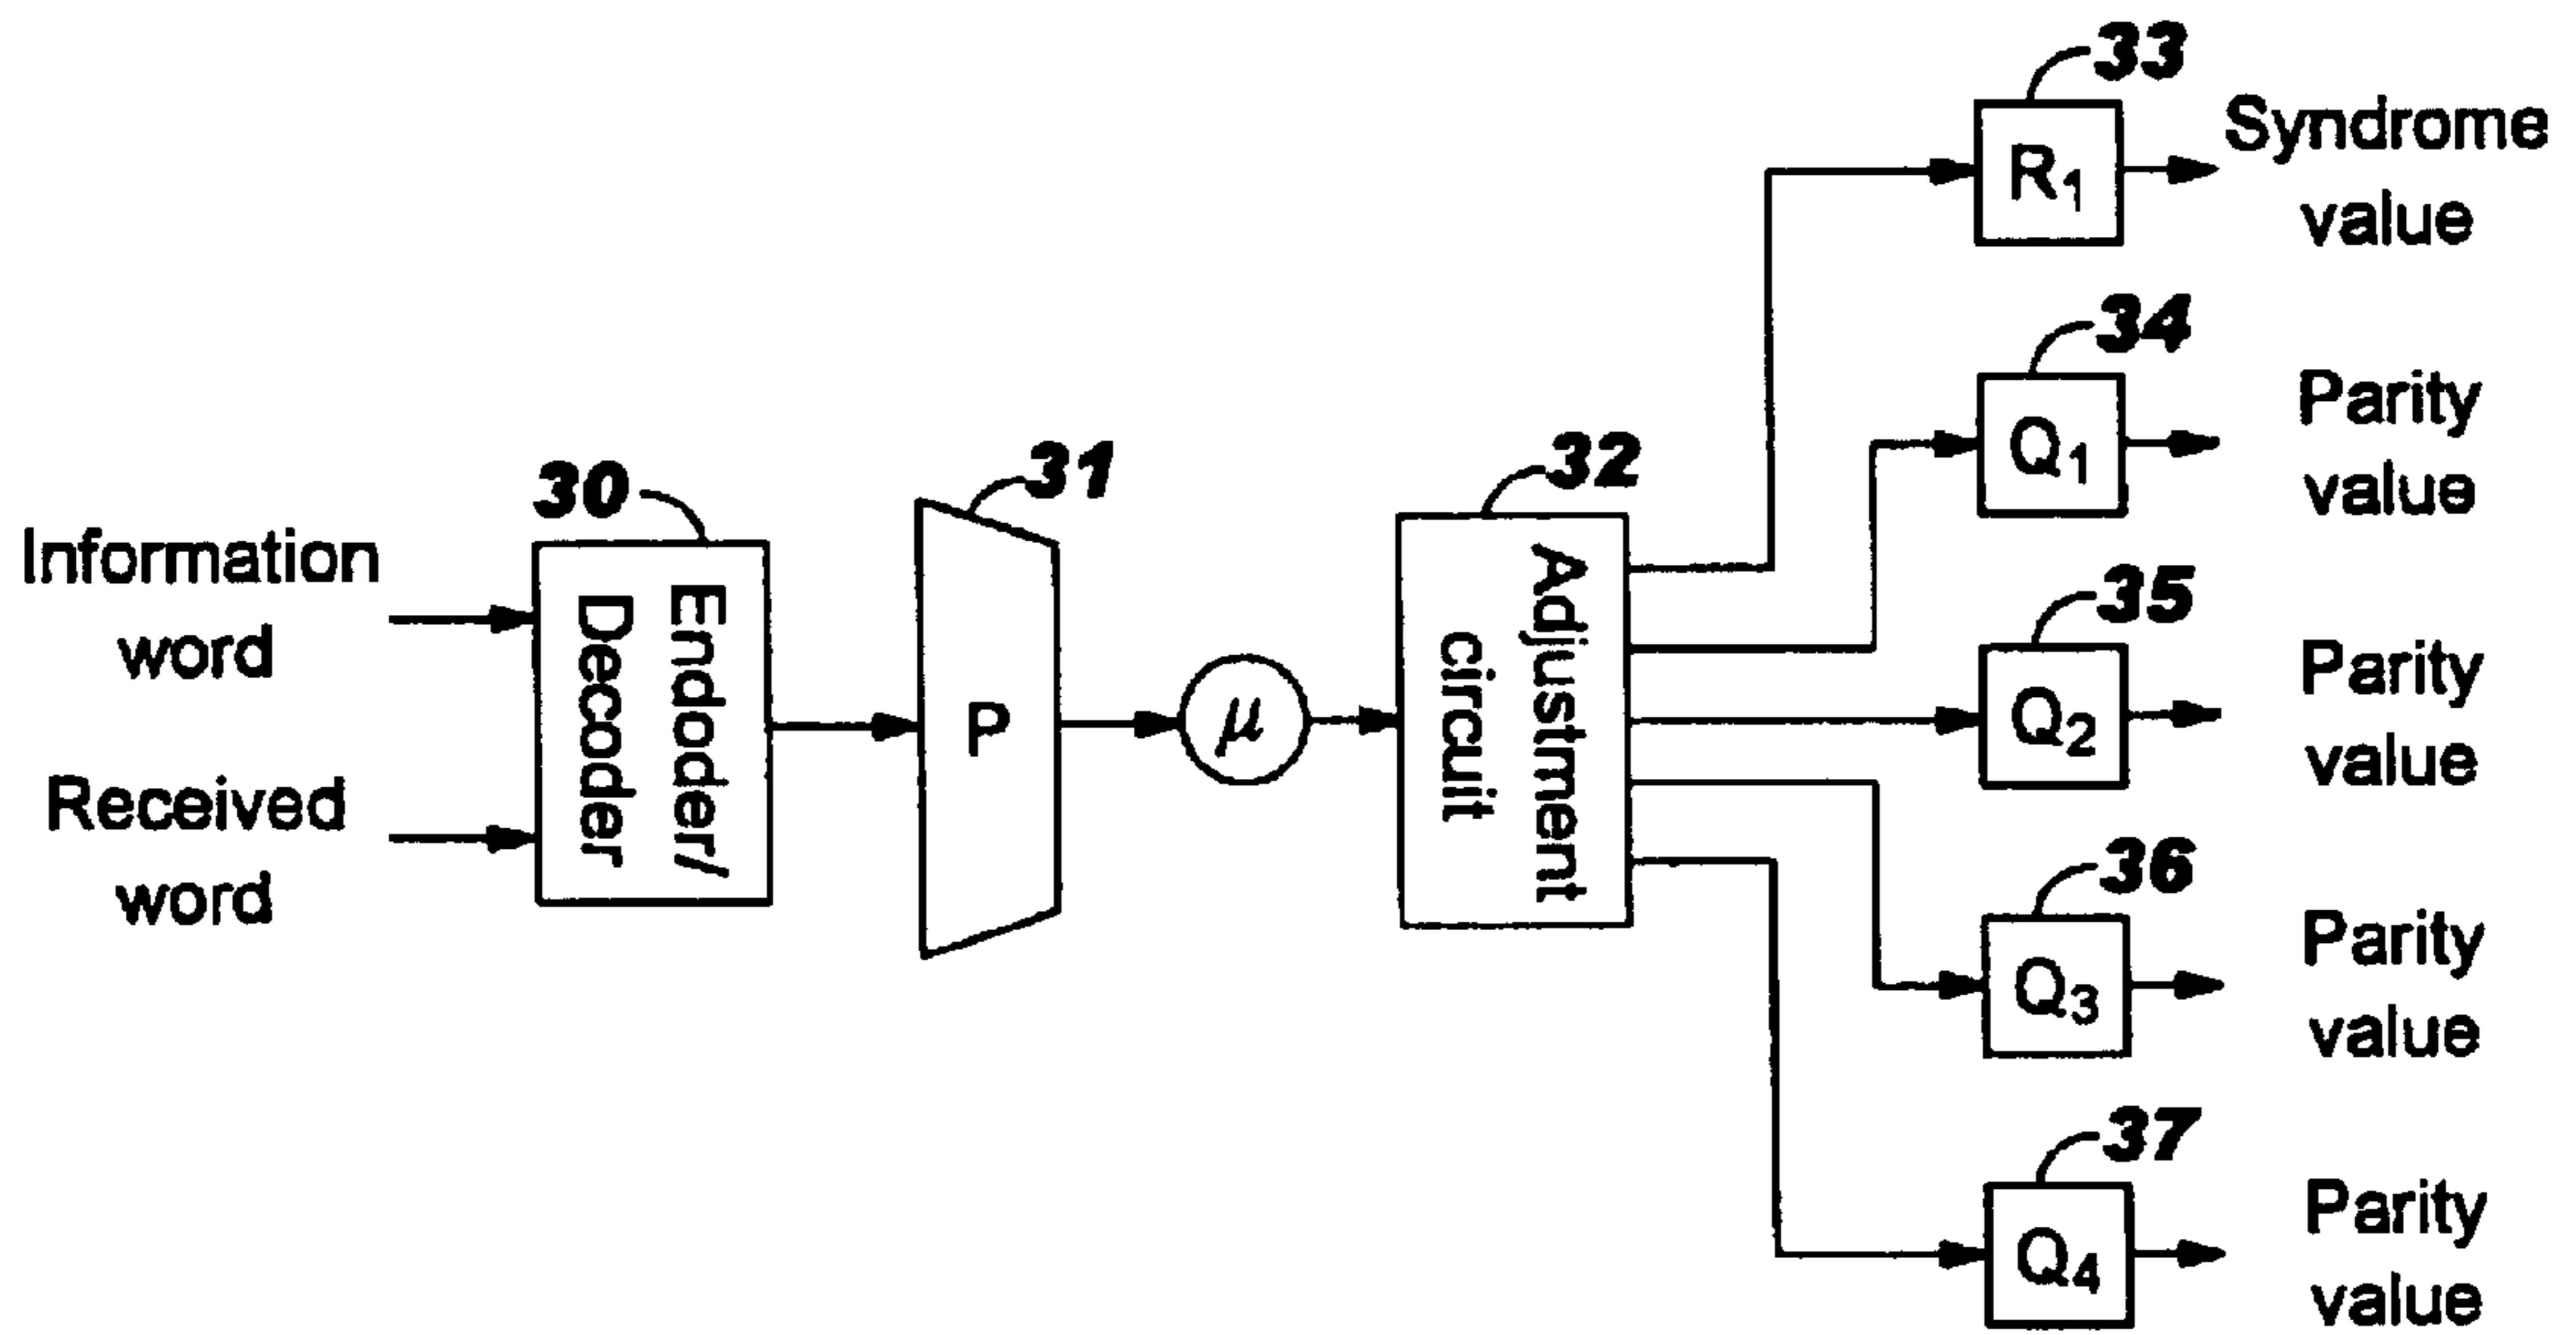 Information
word
Received
word
30
Endoder/
Decoder
31
P
μ
32
Adjustment
circuit
33
R1
Syndrome
value
34
Q1
Parity
value
35
Q2
Parity
value
36
Q3
Parity
value
37
Q4
Parity
value